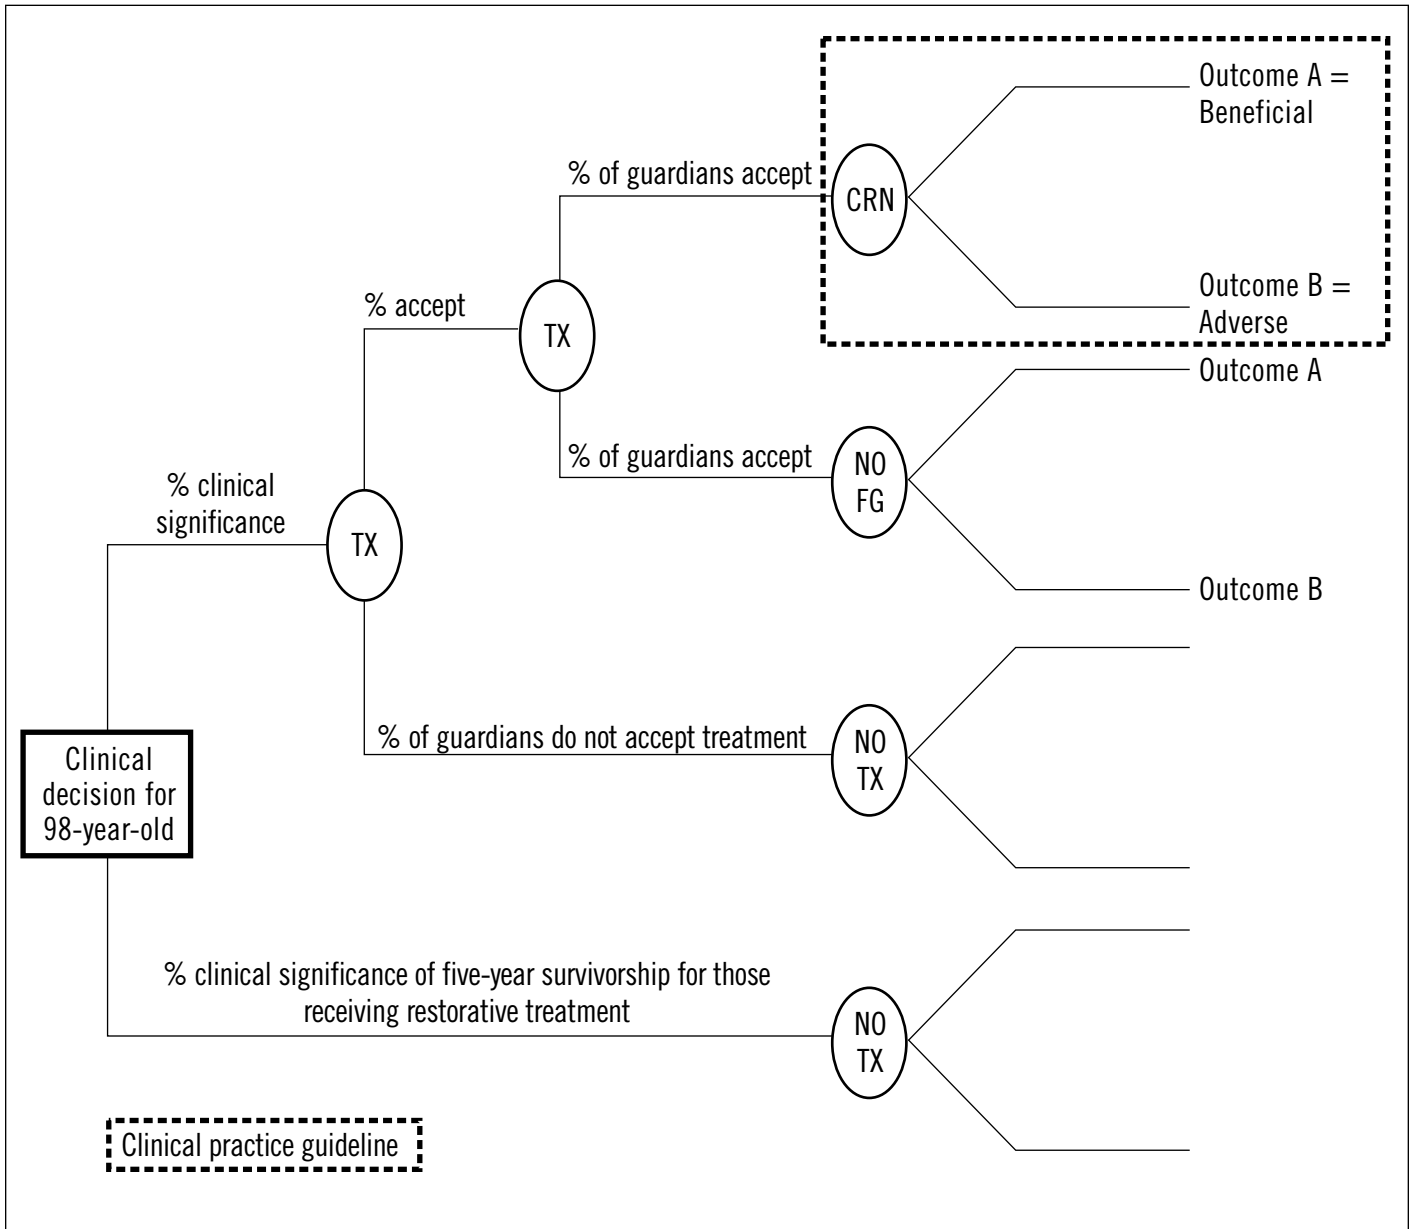 Outcome A =
Beneficial
% of guardians accept
CRN
Outcome B =
Adverse
% accept
TX
Outcome A
% of guardians accept
NO
FG
% clinical
significance
TX
Outcome B
% of guardians do not accept treatment
NO
TX
Clinical
decision for
98-year-old
% clinical significance of five-year survivorship for those
receiving restorative treatment
NO
TX
Clinical practice guideline